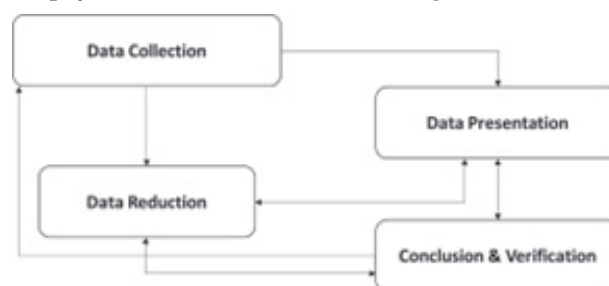 Data Collection
Data Presentation
Data Reduction
Conclusion & Verification